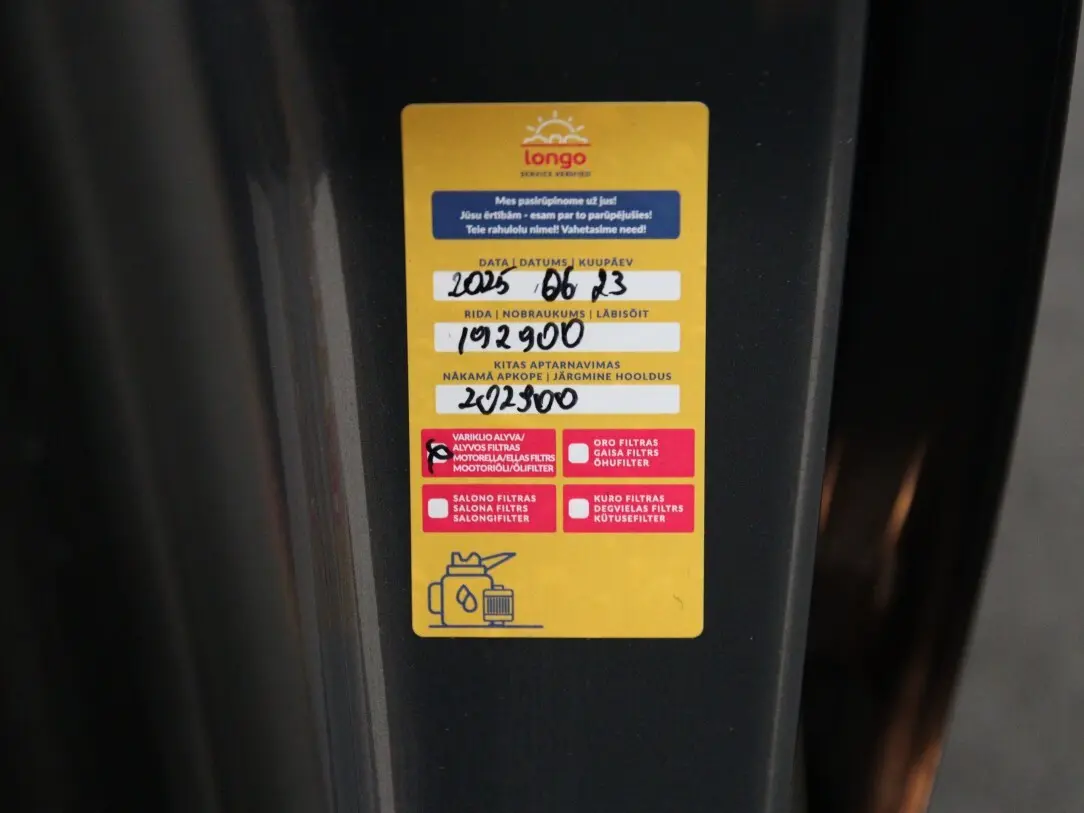 longo
SERVICE VERIFIED
Mes pasirūpinome už jus!
Jūsu ērtībām - esam par to parūpējušies!
Teie rahulolu nimel! Vahetasime need!
DATA | DATUMS | KUUPÄEV
2025 06 23
RIDA | NOBRAUKUMS | LÄBISÕIT
192900
KITAS APTARNAVIMAS
NĀKAMĀ APKOPE | JÄRGMINE HOOLDUS
202900
VARIKLIO ALYVA/
ALYVOS FILTRAS
MOTOREĻĻA/EĻĻAS FILTRS
MOOTORIÕLI/ÕLIFILTER
ORO FILTRAS
GAISA FILTRS
ÕHUFILTER
SALONO FILTRAS
SALONA FILTRS
SALONGIFILTER
KURO FILTRAS
DEGVIELAS FILTRS
KÜTUSEFILTER